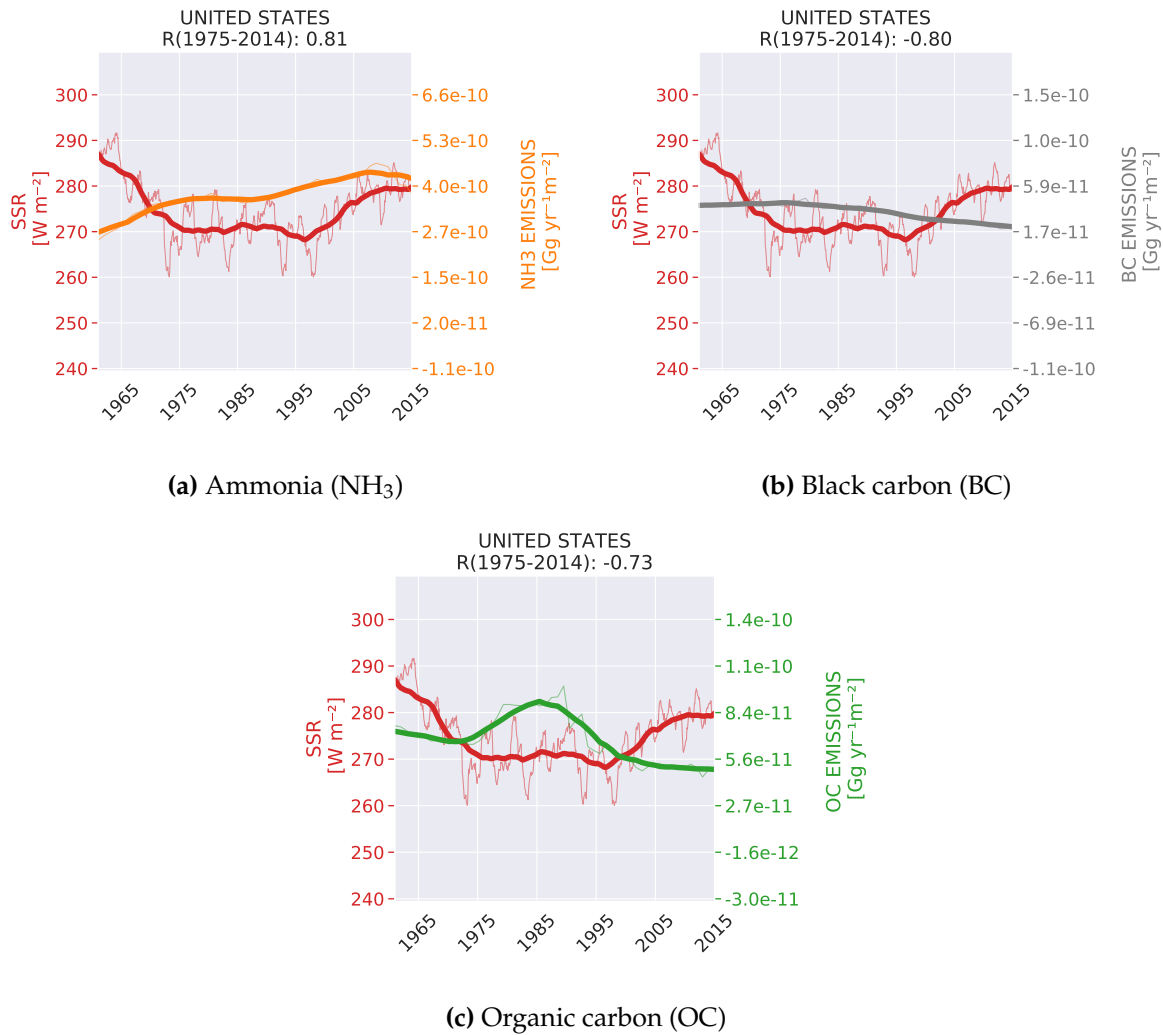 UNITED STATES
R(1975-2014): 0.81
300
290
280
270
260
250
240
SSR
[W m⁻²]
6.6e-10
5.3e-10
4.0e-10
2.7e-10
1.5e-10
2.0e-11
-1.1e-10
NH3 EMISSIONS
[Gg yr⁻¹m⁻²]
1965
1975
1985
1995
2005
2015
(a) Ammonia (NH₃)
UNITED STATES
R(1975-2014): -0.80
300
290
280
270
260
250
240
SSR
[W m⁻²]
1.5e-10
1.0e-10
5.9e-11
1.7e-11
-2.6e-11
-6.9e-11
-1.1e-10
BC EMISSIONS
[Gg yr⁻¹m⁻²]
1965
1975
1985
1995
2005
2015
(b) Black carbon (BC)
UNITED STATES
R(1975-2014): -0.73
300
290
280
270
260
250
240
SSR
[W m⁻²]
1.4e-10
1.1e-10
8.4e-11
5.6e-11
2.7e-11
-1.6e-12
-3.0e-11
OC EMISSIONS
[Gg yr⁻¹m⁻²]
1965
1975
1985
1995
2005
2015
(c) Organic carbon (OC)